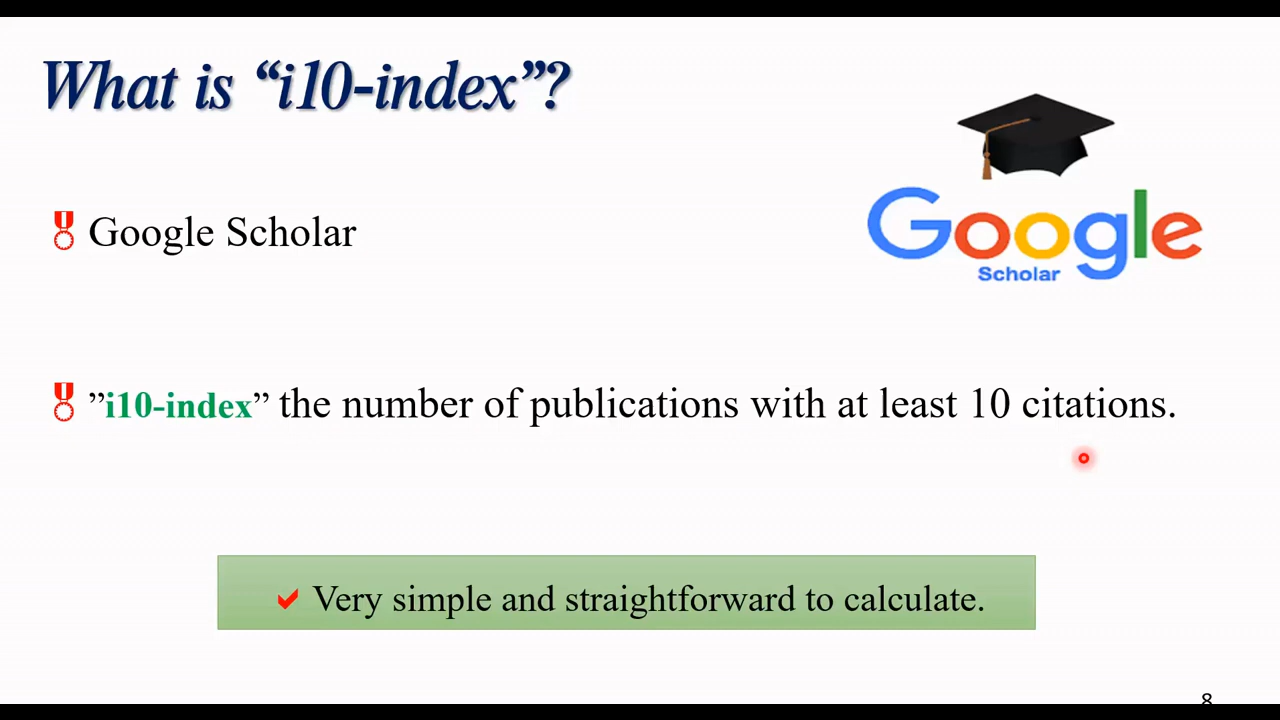 What is “i10-index”?
Google Scholar
Google
Scholar
”i10-index” the number of publications with at least 10 citations.
Very simple and straightforward to calculate.
8